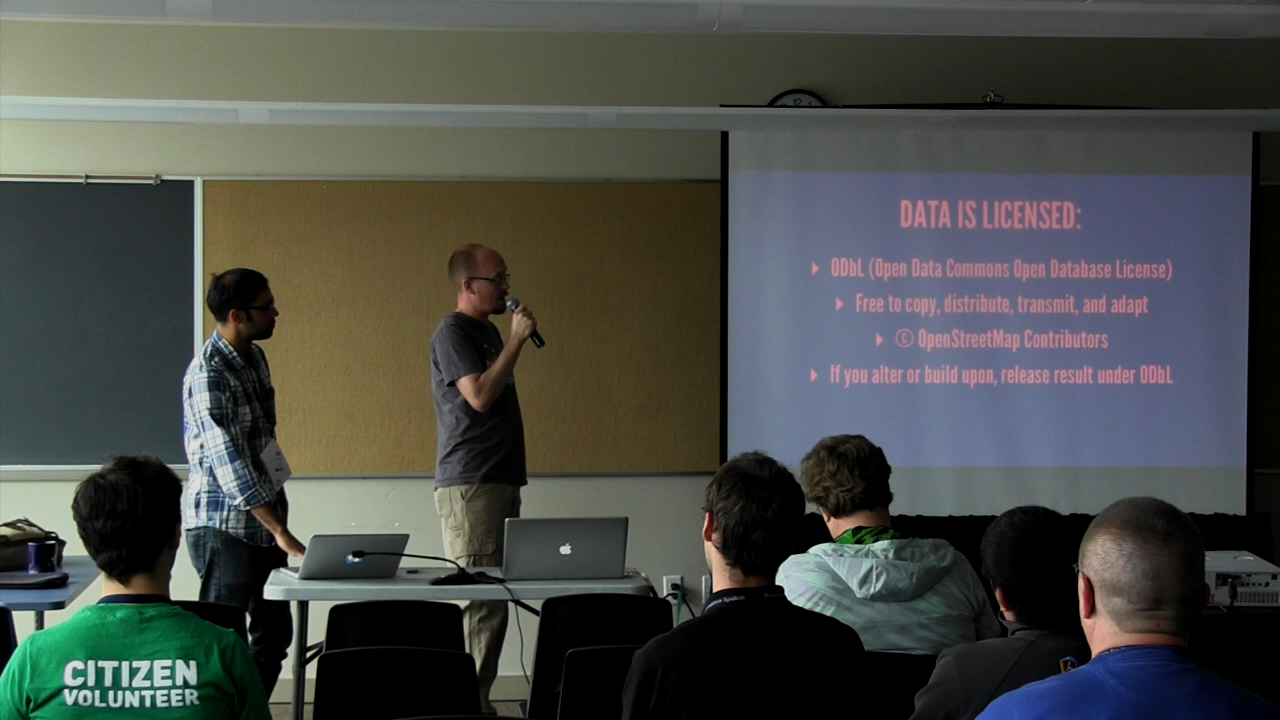 DATA IS LICENSED:
ODbL (Open Data Commons Open Database License)
Free to copy, distribute, transmit, and adapt
© OpenStreetMap Contributors
If you alter or build upon, release result under ODbL
CITIZEN
VOLUNTEER